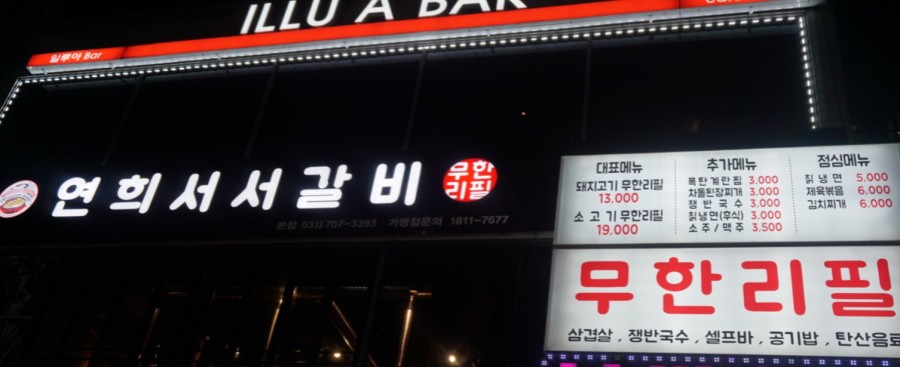 ILLU A BAR
일루아 Bar
연희서서갈비
무한
리필
본점 031) 707-3393 가맹점문의 1811-7677
대표메뉴
돼지고기 무한리필
13,000
소고기 무한리필
19,000
추가메뉴
폭탄계란찜 3,000
차돌된장찌개 3,000
쟁반국수 3,000
칡냉면(후식) 3,000
소주/맥주 3,500
점심메뉴
칡냉면 5,000
제육볶음 6,000
김치찌개 6,000
무한리필
삼겹살, 쟁반국수, 셀프바, 공기밥, 탄산음료